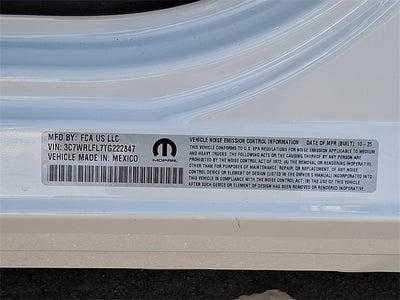 MFD BY: FCA US LLC
VIN: 3C7WRLFL7TG222847
VEHICLE MADE IN: MEXICO
MOPAR
VEHICLE NOISE EMISSION CONTROL INFORMATION DATE OF MFR (BUILT) 10 - 25
THIS VEHICLE CONFORMS TO U.S. EPA REGULATIONS FOR NOISE EMISSION APPLICABLE TO MEDIUM
AND HEAVY TRUCKS. THE FOLLOWING ACTS OR THE CAUSING THEREOF BY ANY PERSON ARE
PROHIBITED BY THE NOISE CONTROL ACT OF 1972: (A) THE REMOVAL OR RENDERING INOPERATIVE, OTHER
THAN FOR PURPOSES OF MAINTENANCE, REPAIR, OR REPLACEMENT, OF ANY NOISE
CONTROL DEVICE OR ELEMENT OF DESIGN (LISTED IN THE OWNER'S MANUAL) INCORPORATED INTO THIS
VEHICLE IN COMPLIANCE WITH THE NOISE CONTROL ACT; (B) THE USE OF THIS VEHICLE
AFTER SUCH DEVICE OR ELEMENT OF DESIGN HAS BEEN REMOVED OR RENDERED INOPERATIVE.